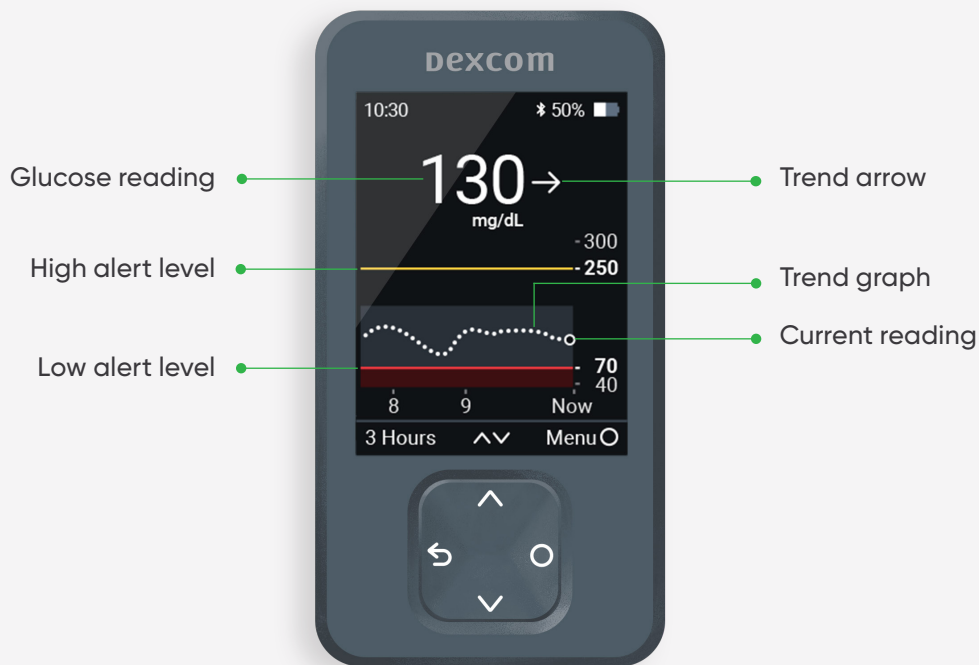 Dexcom
10:30 50%
Glucose reading
130
Trend arrow
mg/dL
300
High alert level
250
Trend graph
Current reading
Low alert level
70
40
8 9 Now
3 Hours Menu